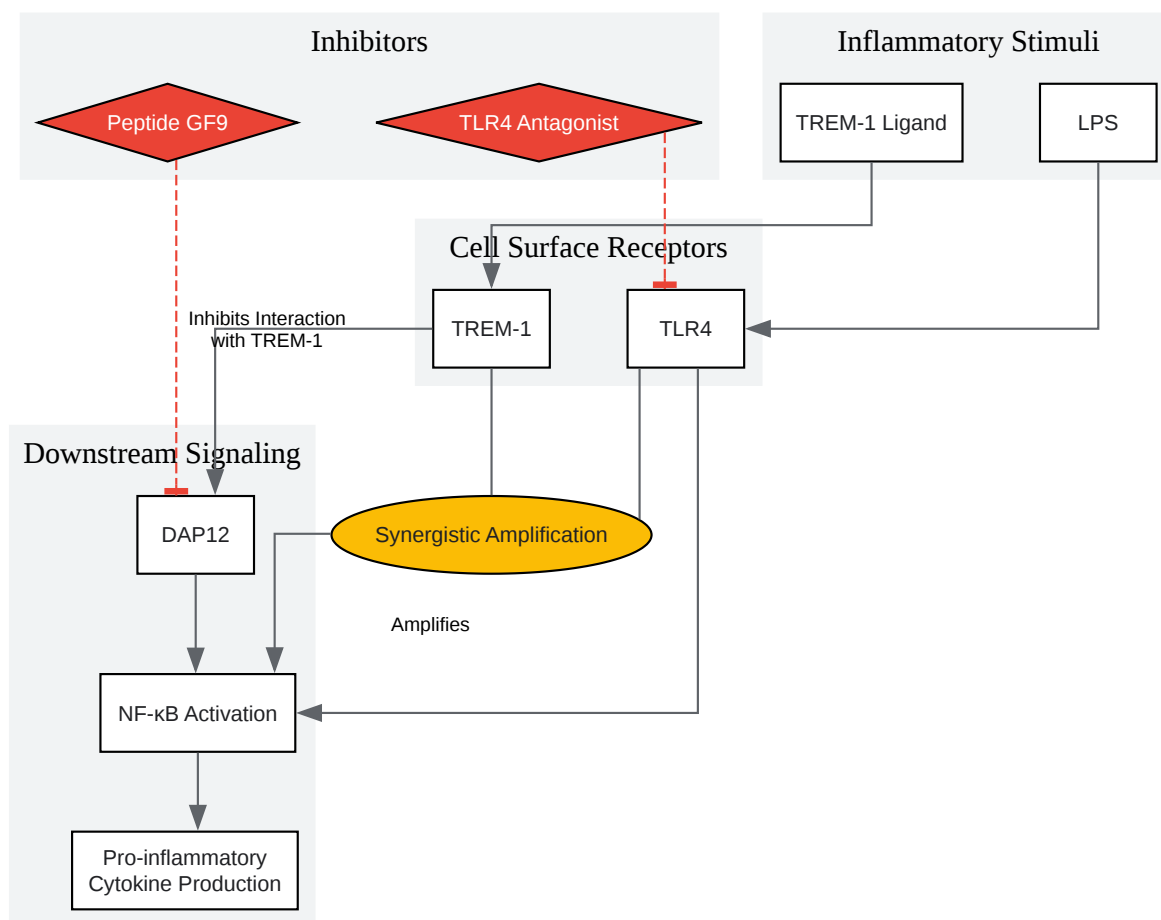 Inhibitors
Inflammatory Stimuli
Peptide GF9
TLR4 Antagonist
TREM-1 Ligand
LPS
Cell Surface Receptors
TREM-1
TLR4
Inhibits Interaction
with TREM-1
Downstream Signaling
DAP12
Synergistic Amplification
Amplifies
NF-κB Activation
Pro-inflammatory
Cytokine Production